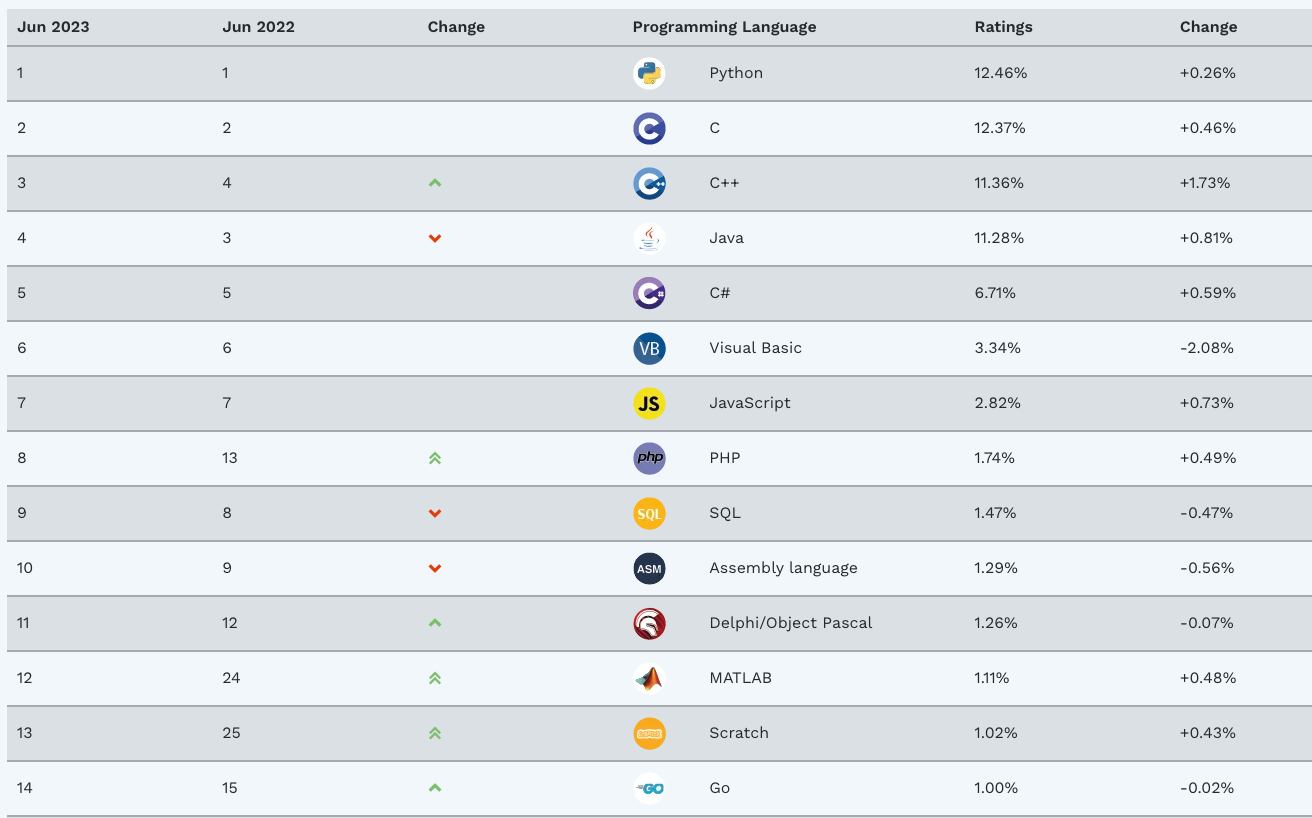 Jun 2023 Jun 2022 Change Programming Language Ratings Change
1 1 Python 12.46% +0.26%
2 2 C 12.37% +0.46%
3 4 C++ 11.36% +1.73%
4 3 Java 11.28% +0.81%
5 5 C# 6.71% +0.59%
6 6 VB Visual Basic 3.34% -2.08%
7 7 JS JavaScript 2.82% +0.73%
8 13 php PHP 1.74% +0.49%
9 8 SQL SQL 1.47% -0.47%
10 9 ASM Assembly language 1.29% -0.56%
11 12 Delphi/Object Pascal 1.26% -0.07%
12 24 MATLAB 1.11% +0.48%
13 25 Scratch 1.02% +0.43%
14 15 GO Go 1.00% -0.02%